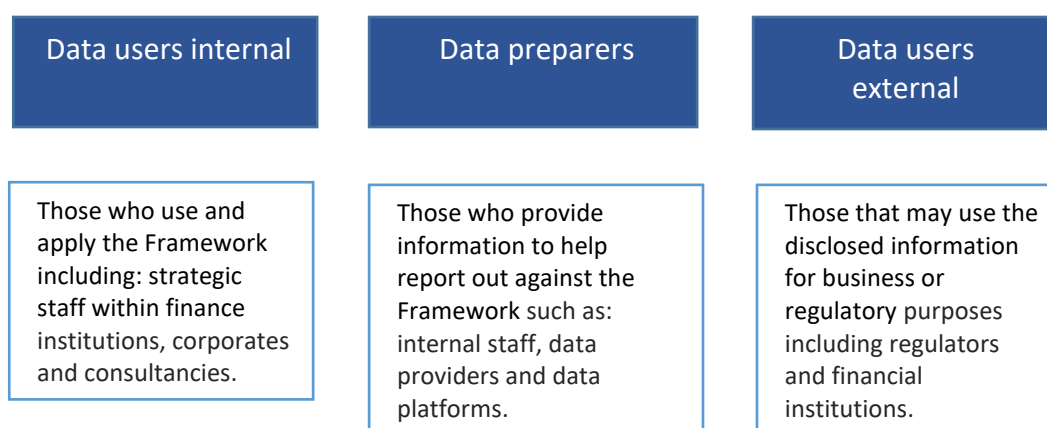 Data users internal
Those who use and
apply the Framework
including: strategic
staff within finance
institutions, corporates
and consultancies.
Data preparers
Those who provide
information to help
report out against the
Framework such as:
internal staff, data
providers and data
platforms.
Data users
external
Those that may use the
disclosed information
for business or
regulatory purposes
including regulators
and financial
institutions.